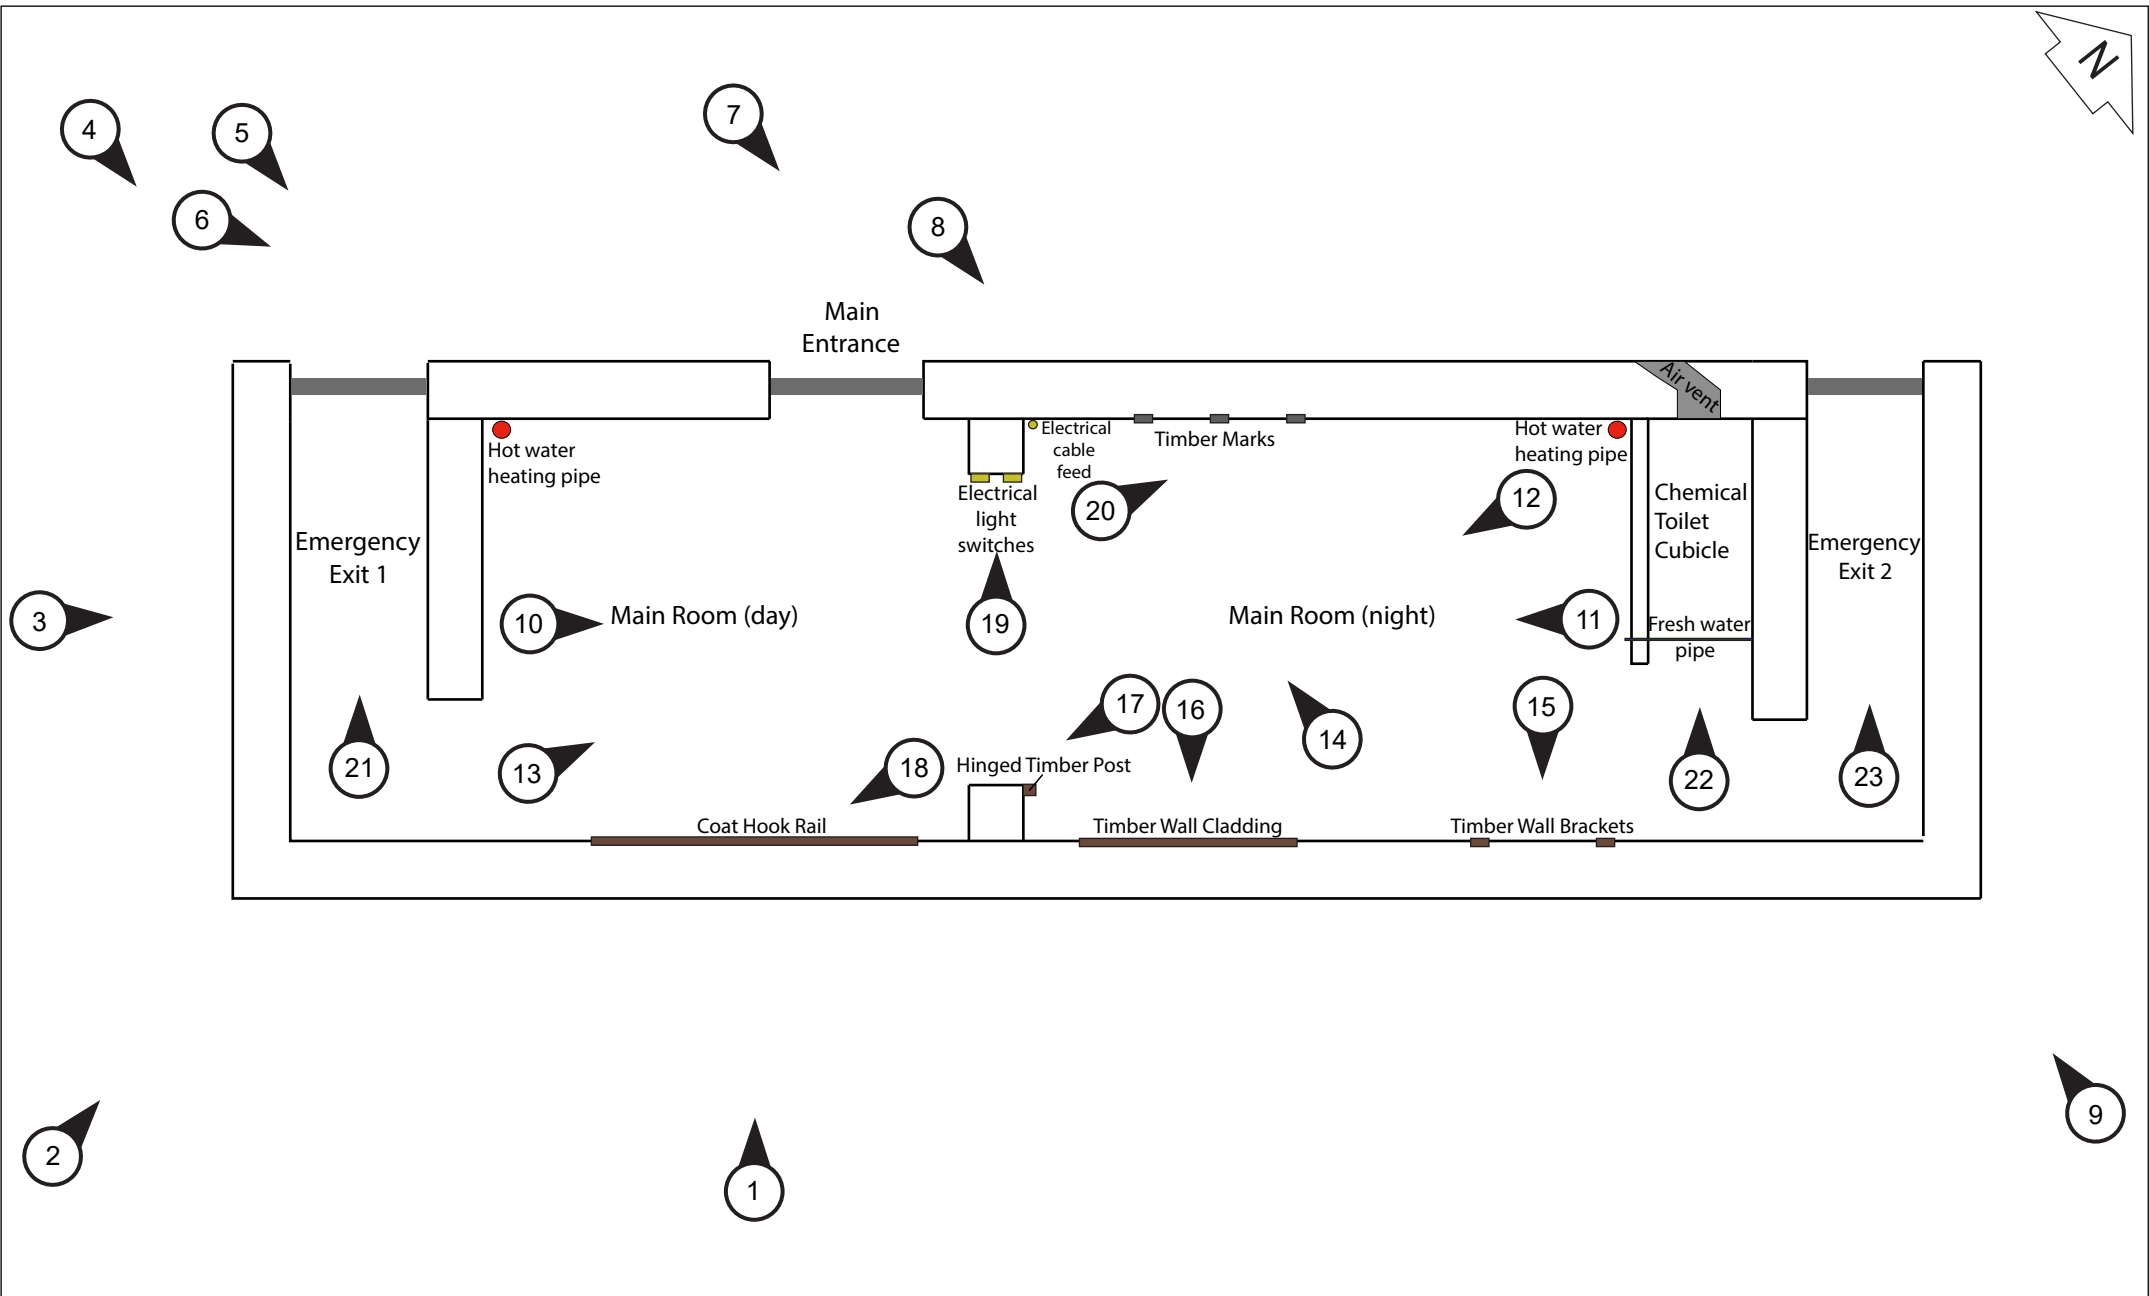 N
4
5
7
6
8
Main
Entrance
Air vent
Hot water
heating pipe
Electrical
cable
feed
Timber Marks
Hot water
heating pipe
Electrical
light
switches
20
12
Chemical
Toilet
Cubicle
Emergency
Exit 1
Emergency
Exit 2
3
10
Main Room (day)
19
Main Room (night)
11
Fresh water
pipe
17
16
15
14
21
13
18
Hinged Timber Post
22
23
Coat Hook Rail
Timber Wall Cladding
Timber Wall Brackets
2
1
9